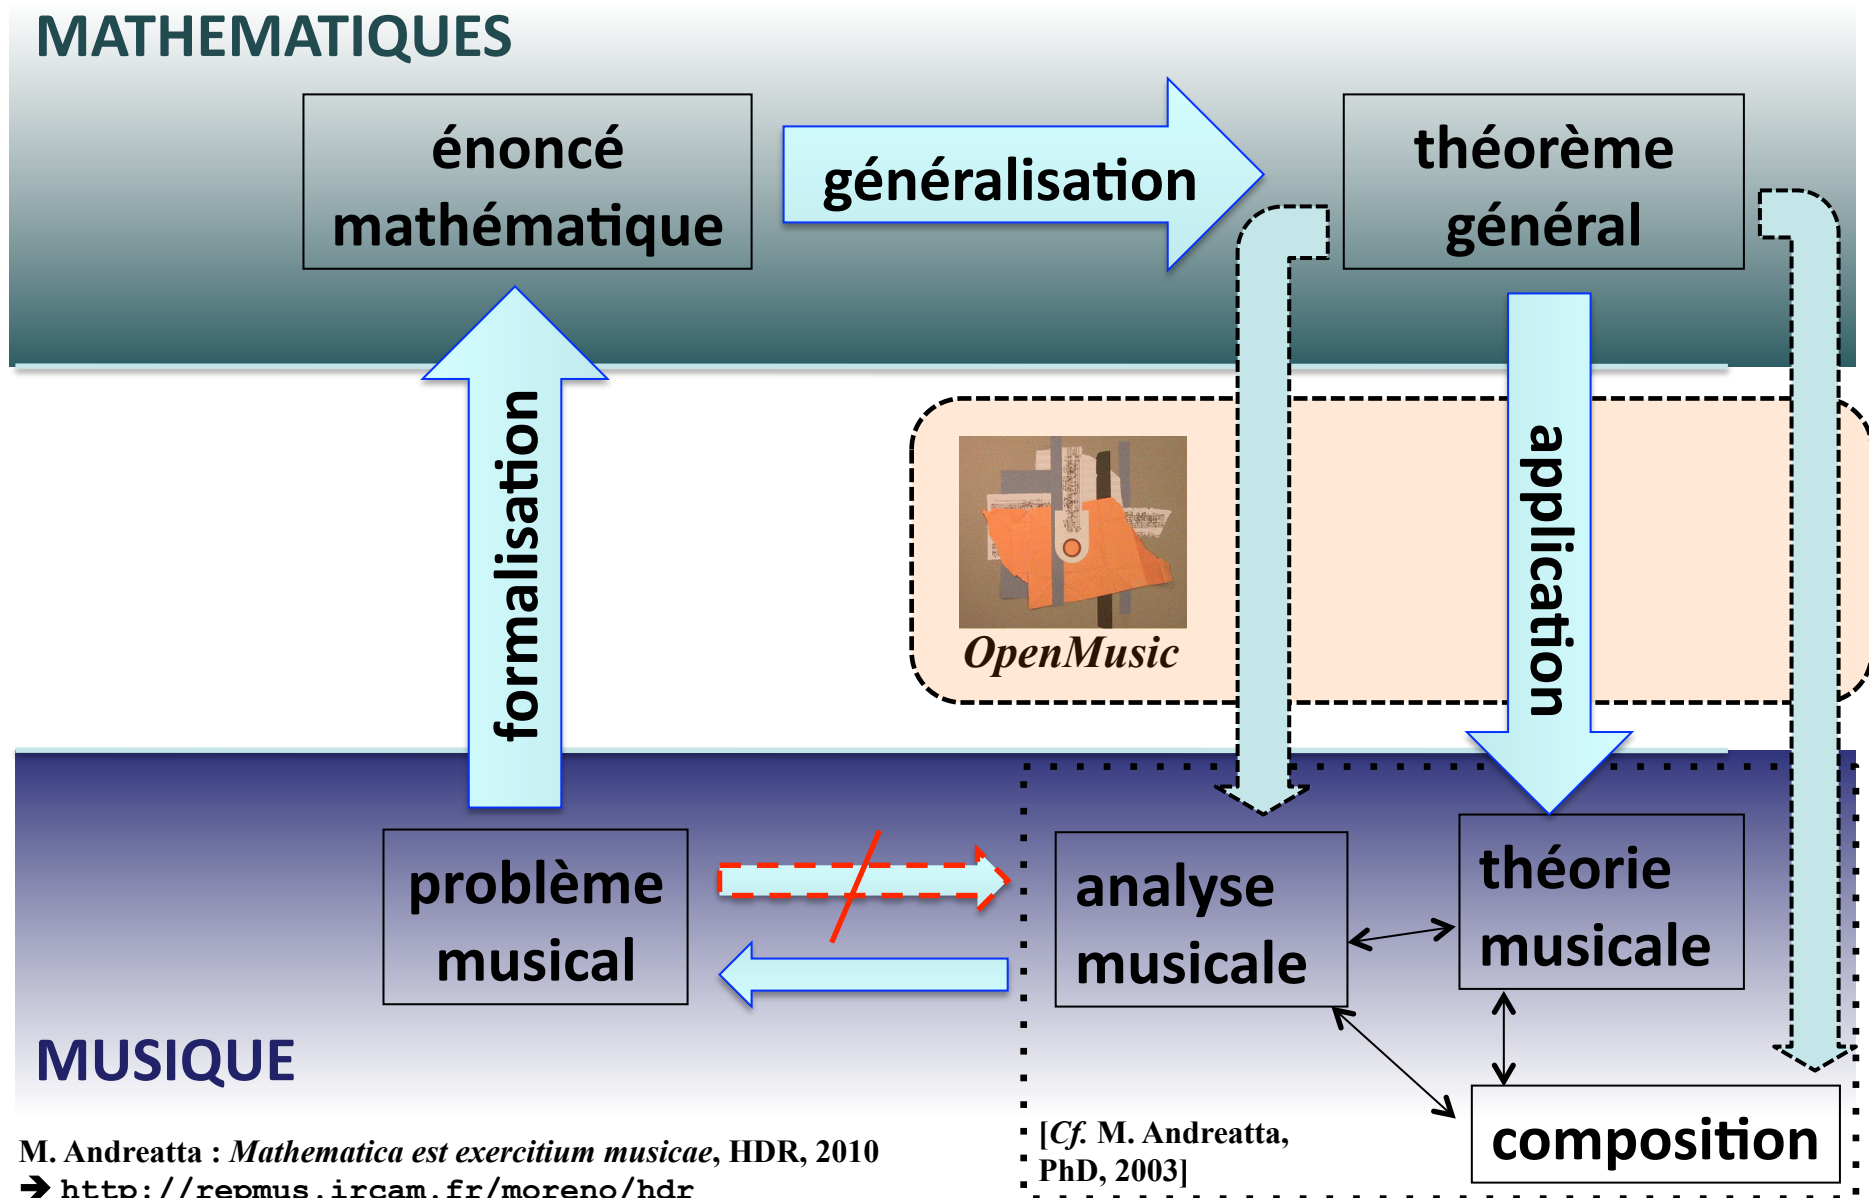 MATHEMATIQUES
énoncé
mathématique
généralisation
théorème
général
formalisation
OpenMusic
application
problème
musical
analyse
musicale
théorie
musicale
MUSIQUE
composition
[Cf. M. Andreatta,
PhD, 2003]
M. Andreatta : Mathematica est exercitium musicae, HDR, 2010
➔ http://repmus.ircam.fr/moreno/hdr